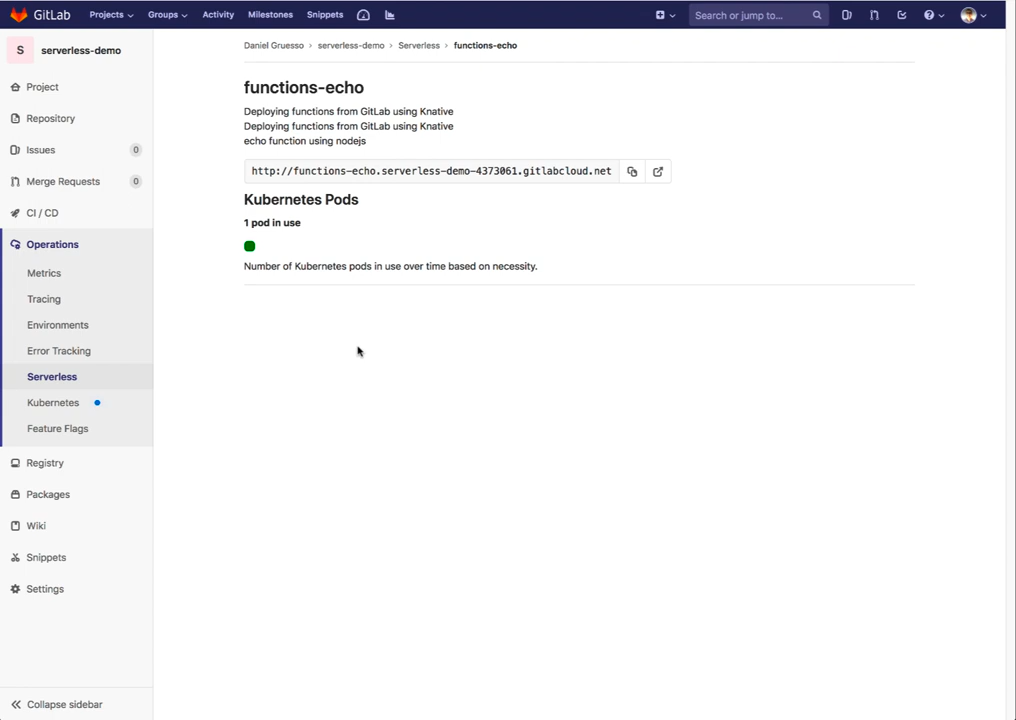 GitLab Projects Groups Activity Milestones Snippets Search or jump to...
S serverless-demo
Project
Repository
Issues 0
Merge Requests 0
CI / CD
Operations
Metrics
Tracing
Environments
Error Tracking
Serverless
Kubernetes
Feature Flags
Registry
Packages
Wiki
Snippets
Settings
Collapse sidebar
Daniel Gruesso › serverless-demo › Serverless › functions-echo
functions-echo
Deploying functions from GitLab using Knative
Deploying functions from GitLab using Knative
echo function using nodejs
http://functions-echo.serverless-demo-4373061.gitlabcloud.net
Kubernetes Pods
1 pod in use
Number of Kubernetes pods in use over time based on necessity.